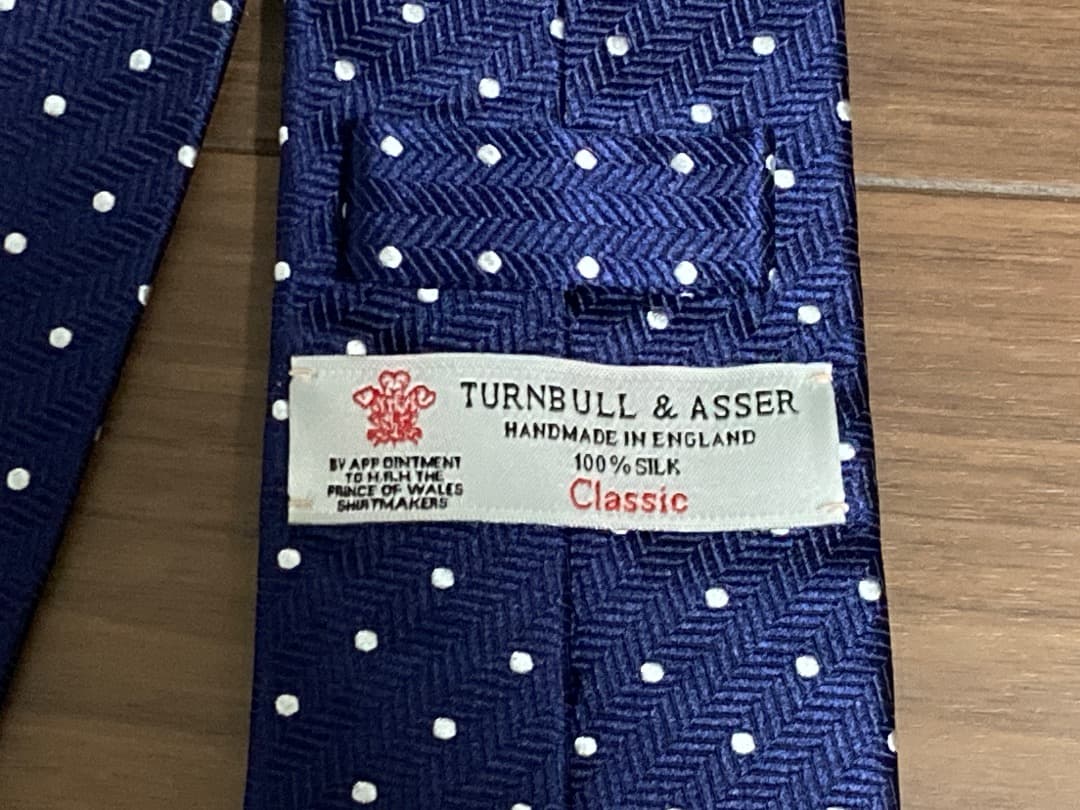 TURNBULL & ASSER
HANDMADE IN ENGLAND
100% SILK
Classic
BY APPOINTMENT
TO H.R.H THE
PRINCE OF WALES
SHIRTMAKERS